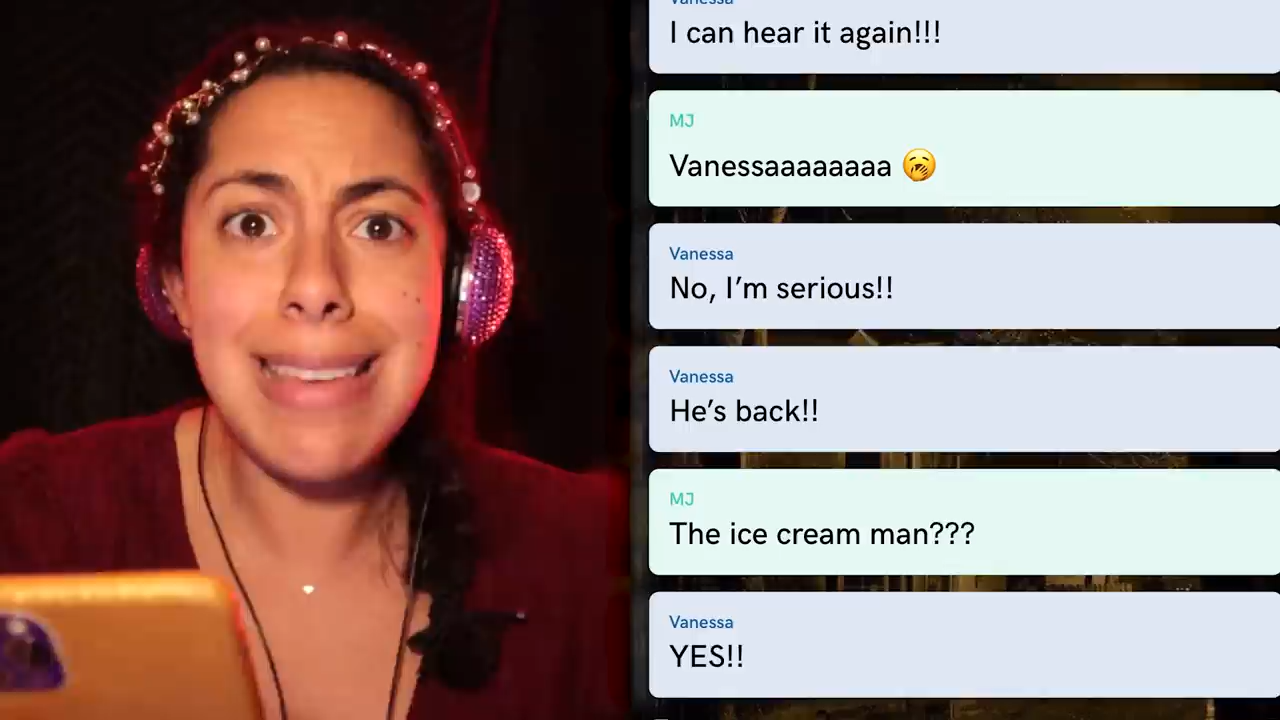 Vanessa
I can hear it again!!!
MJ
Vanessaaaaaaaa 🥱
Vanessa
No, I’m serious!!
Vanessa
He’s back!!
MJ
The ice cream man???
Vanessa
YES!!